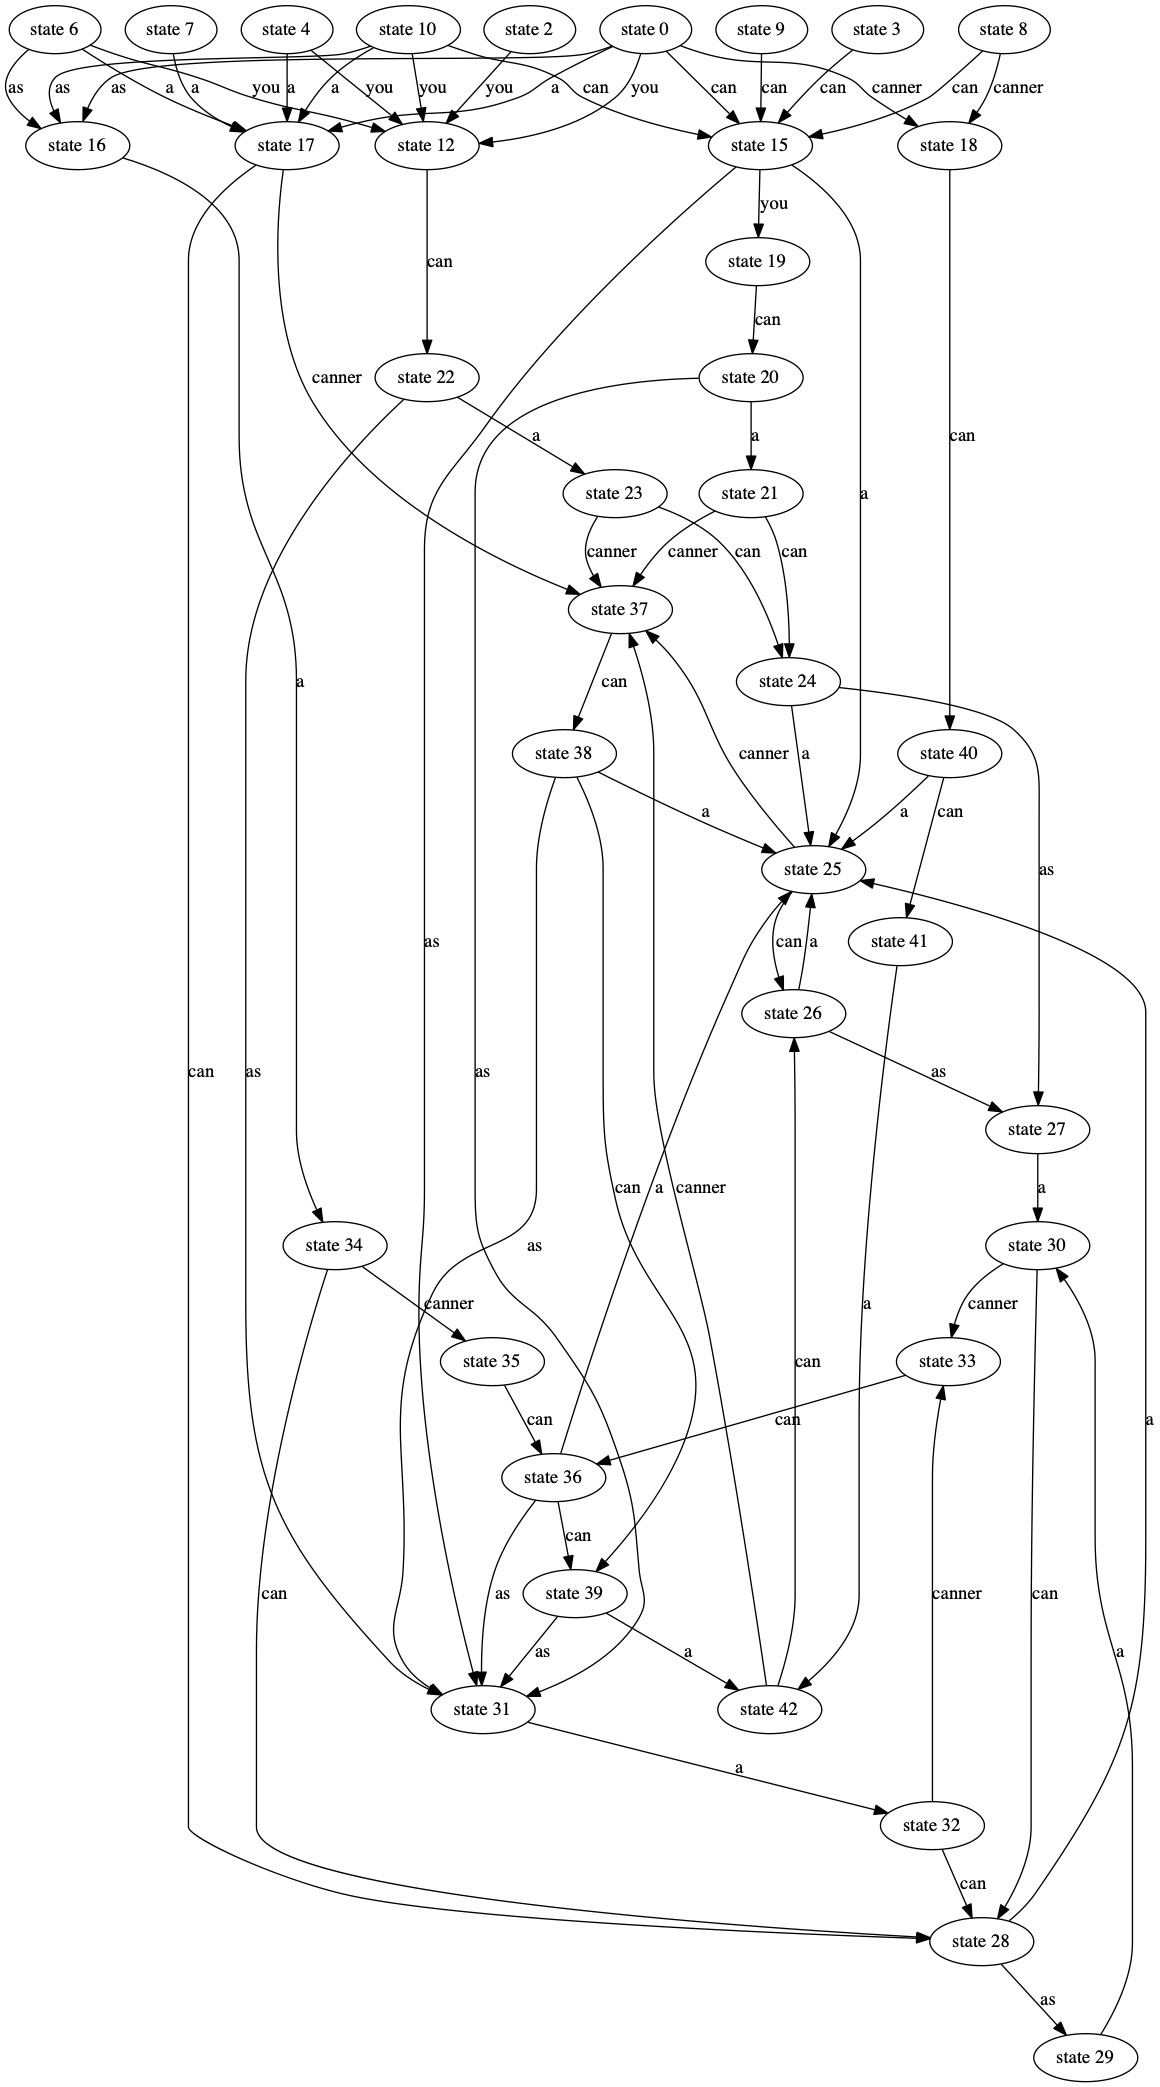 state 6 state 7 state 4 state 10 state 2 state 0 state 9 state 3 state 8
as as as a you a a you a you you a you can can can can can canner canner
state 16 state 17 state 12 state 15 state 18
you
can state 19
can
canner state 22 state 20
a a can
state 23 state 21 a
canner canner can can
state 37
a can state 24
state 38 canner a state 40
a a can
state 25 as
as can a state 41
state 26
can as as as
state 27
can a canner a
state 34 as state 30
canner can a canner
state 35 state 33
can can
state 36
can can as can canner can
state 39
as a a
state 31 state 42
a
state 32
can
state 28
as
state 29
a